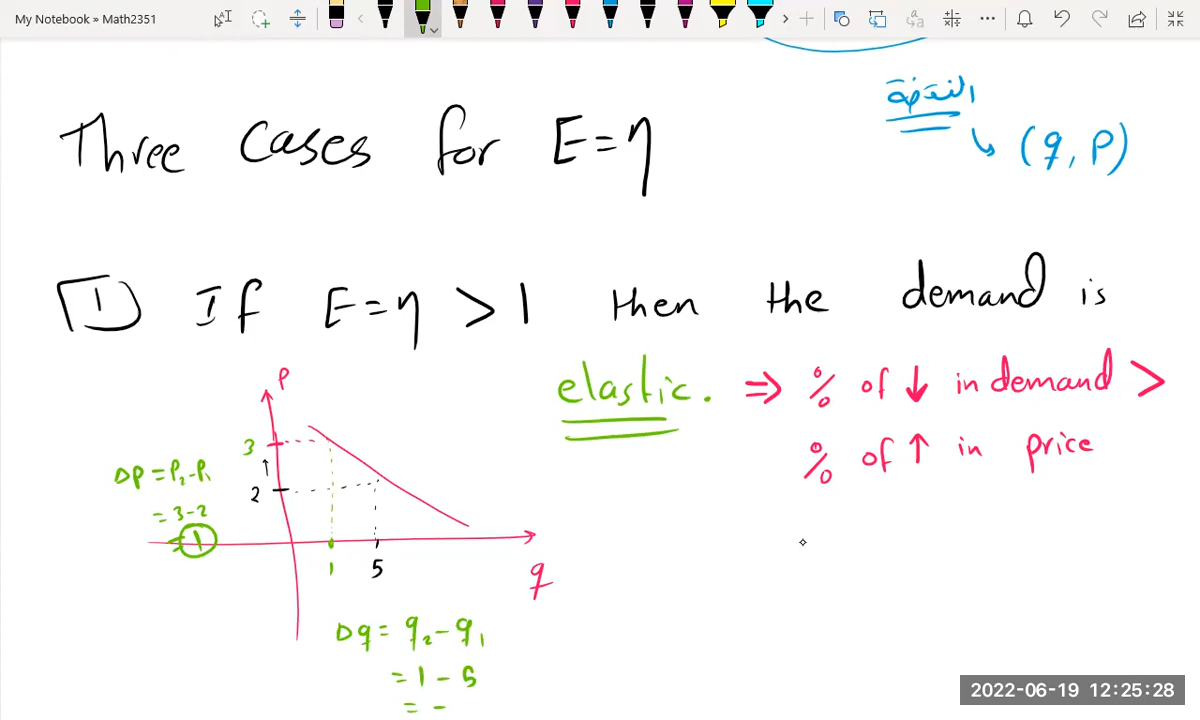 My Notebook » Math2351
النقطة
(q, P)
Three Cases for E=η
1 If E=η > 1 then the demand is
elastic. ⇒ % of ↓ in demand >
% of ↑ in price
P
3
2
ΔP = P₂-P₁
= 3-2
= 1
1 5
q
Δq = q₂-q₁
= 1 - 5
= -
2022-06-19 12:25:28